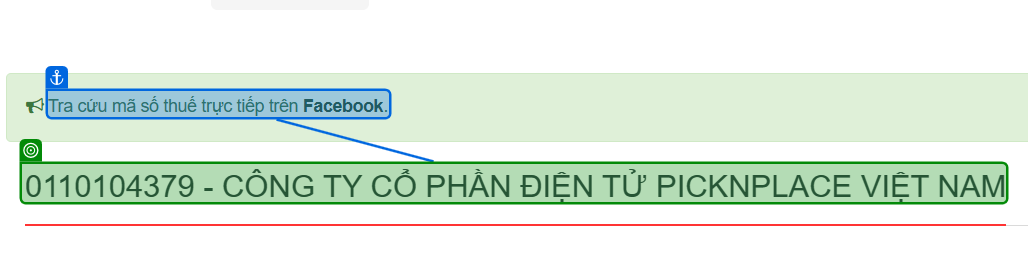 Tra cứu mã số thuế trực tiếp trên Facebook.
0110104379 - CÔNG TY CỔ PHẦN ĐIỆN TỬ PICKNPLACE VIỆT NAM